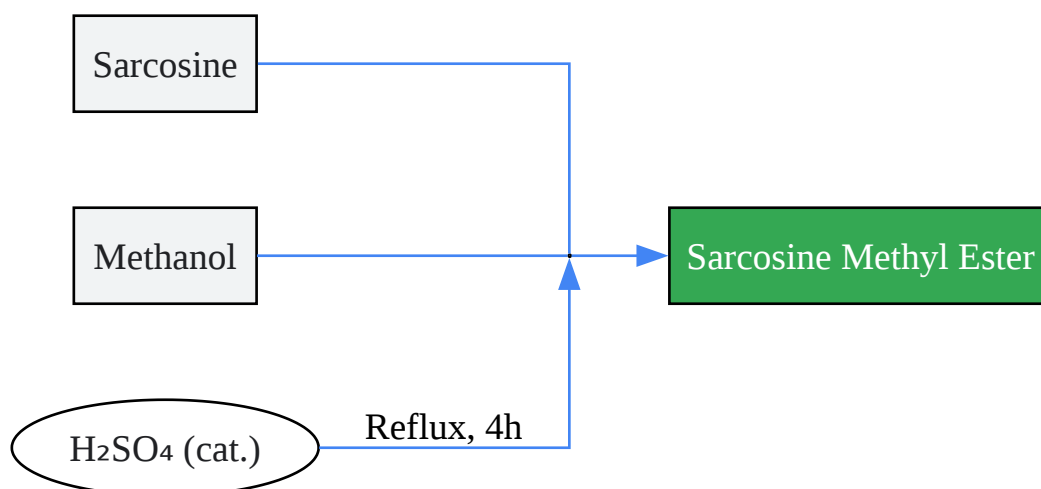 Sarcosine
Methanol
Sarcosine Methyl Ester
Reflux, 4h
H₂SO₄ (cat.)